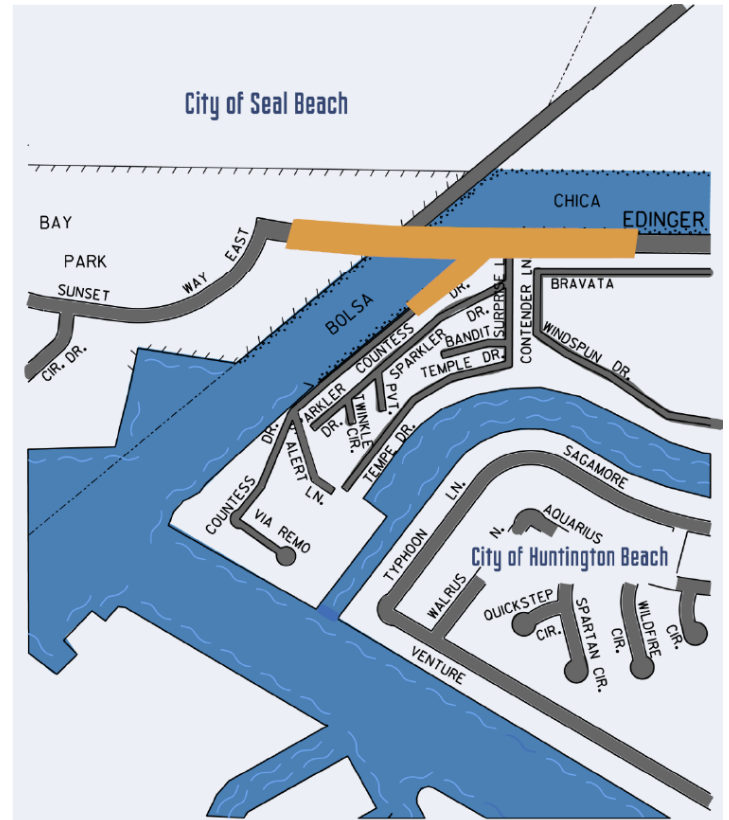 City of Seal Beach
CHICA
EDINGER
BAY
PARK
EAST
WAY
SUNSET
CIR. DR.
BOLSA
DR.
SURPRISE L
CONTENDER LN.
BRAVATA
COUNTESS
DR.
SPARKLER
BANDIT
TEMPLE DR.
WINDSPUN DR.
ARKLER
DR.
TWINKLE
CIR.
PVT.
TEMPE DR.
DR.
COUNTESS
ALERT
LN.
VIA REMO
SAGAMORE
LN.
TYPHOON
N.
AQUARIUS
City of Huntington Beach
WALRUS
QUICKSTEP
CIR.
SPARTAN CIR.
WILDFIRE
CIR.
CIR.
VENTURE